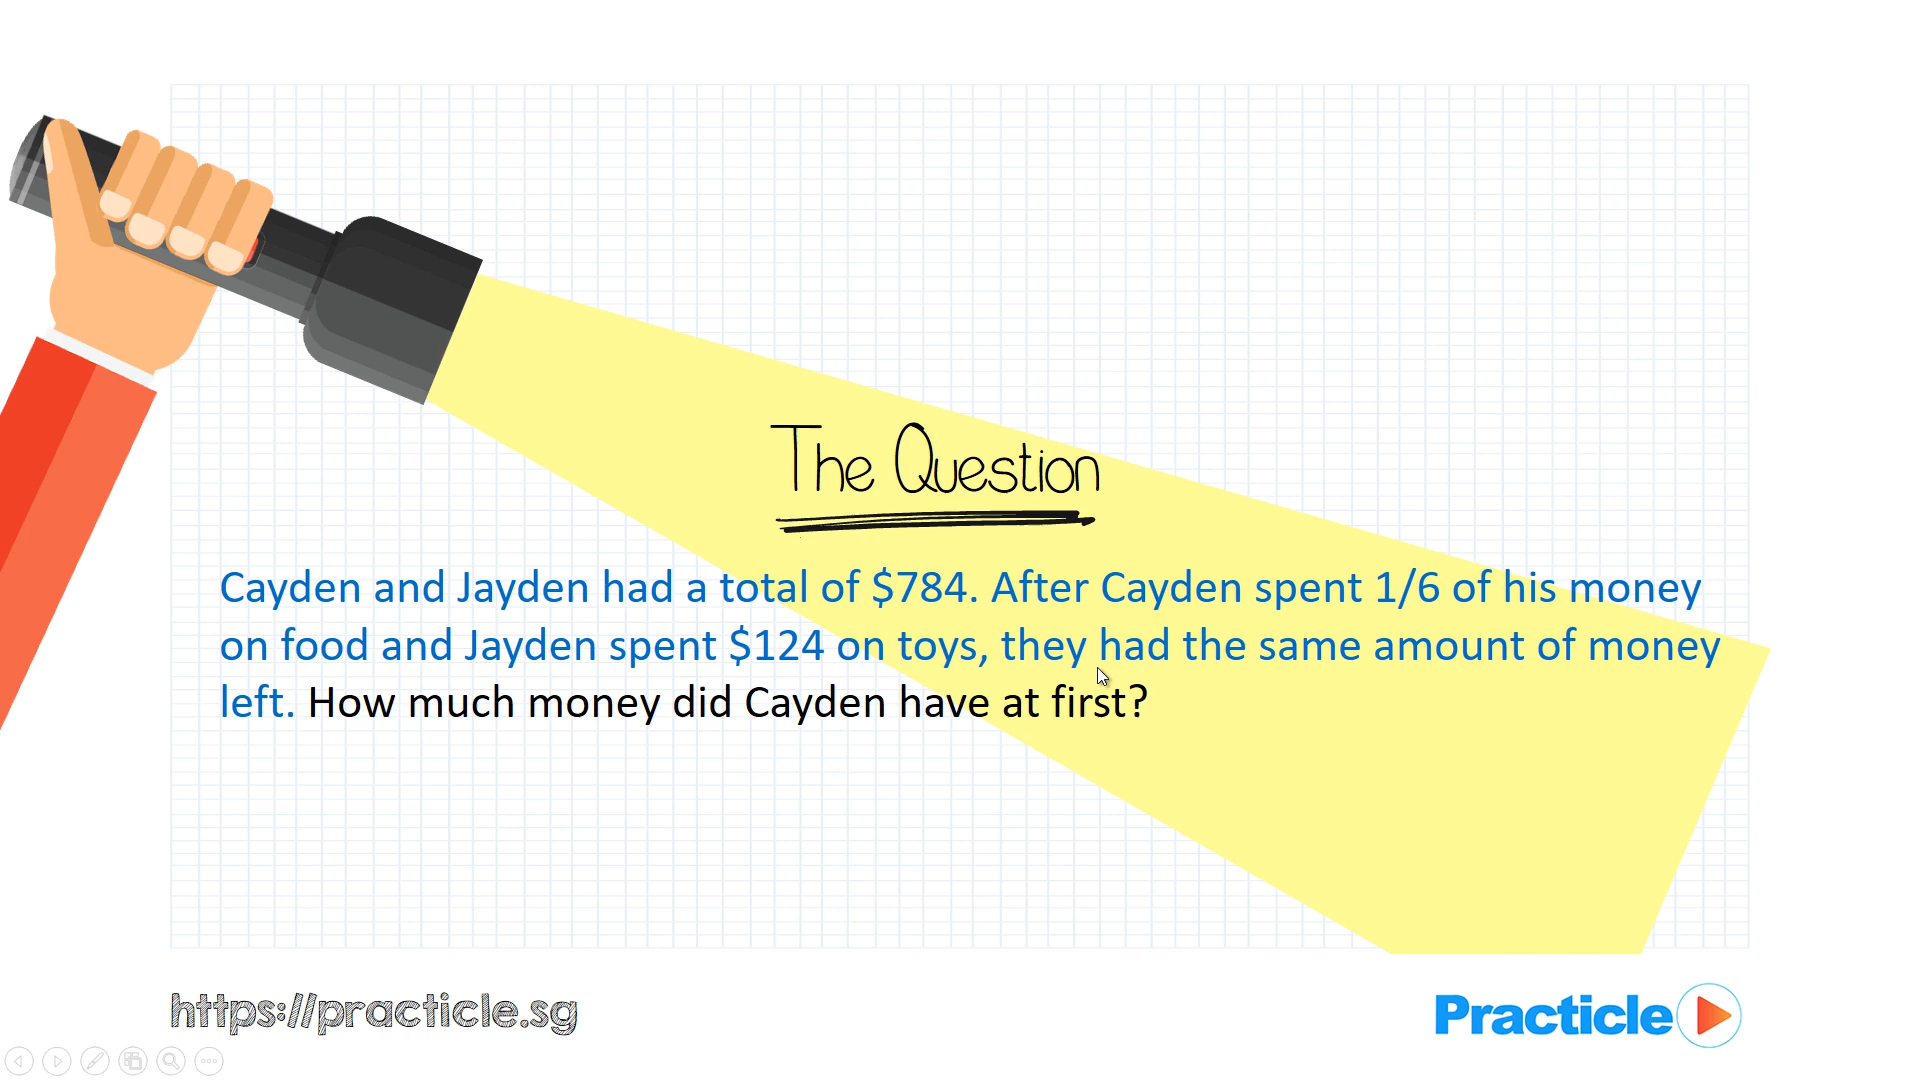 The Question
Cayden and Jayden had a total of $784. After Cayden spent 1/6 of his money
on food and Jayden spent $124 on toys, they had the same amount of money
left. How much money did Cayden have at first?
https://practicle.sg
Practicle